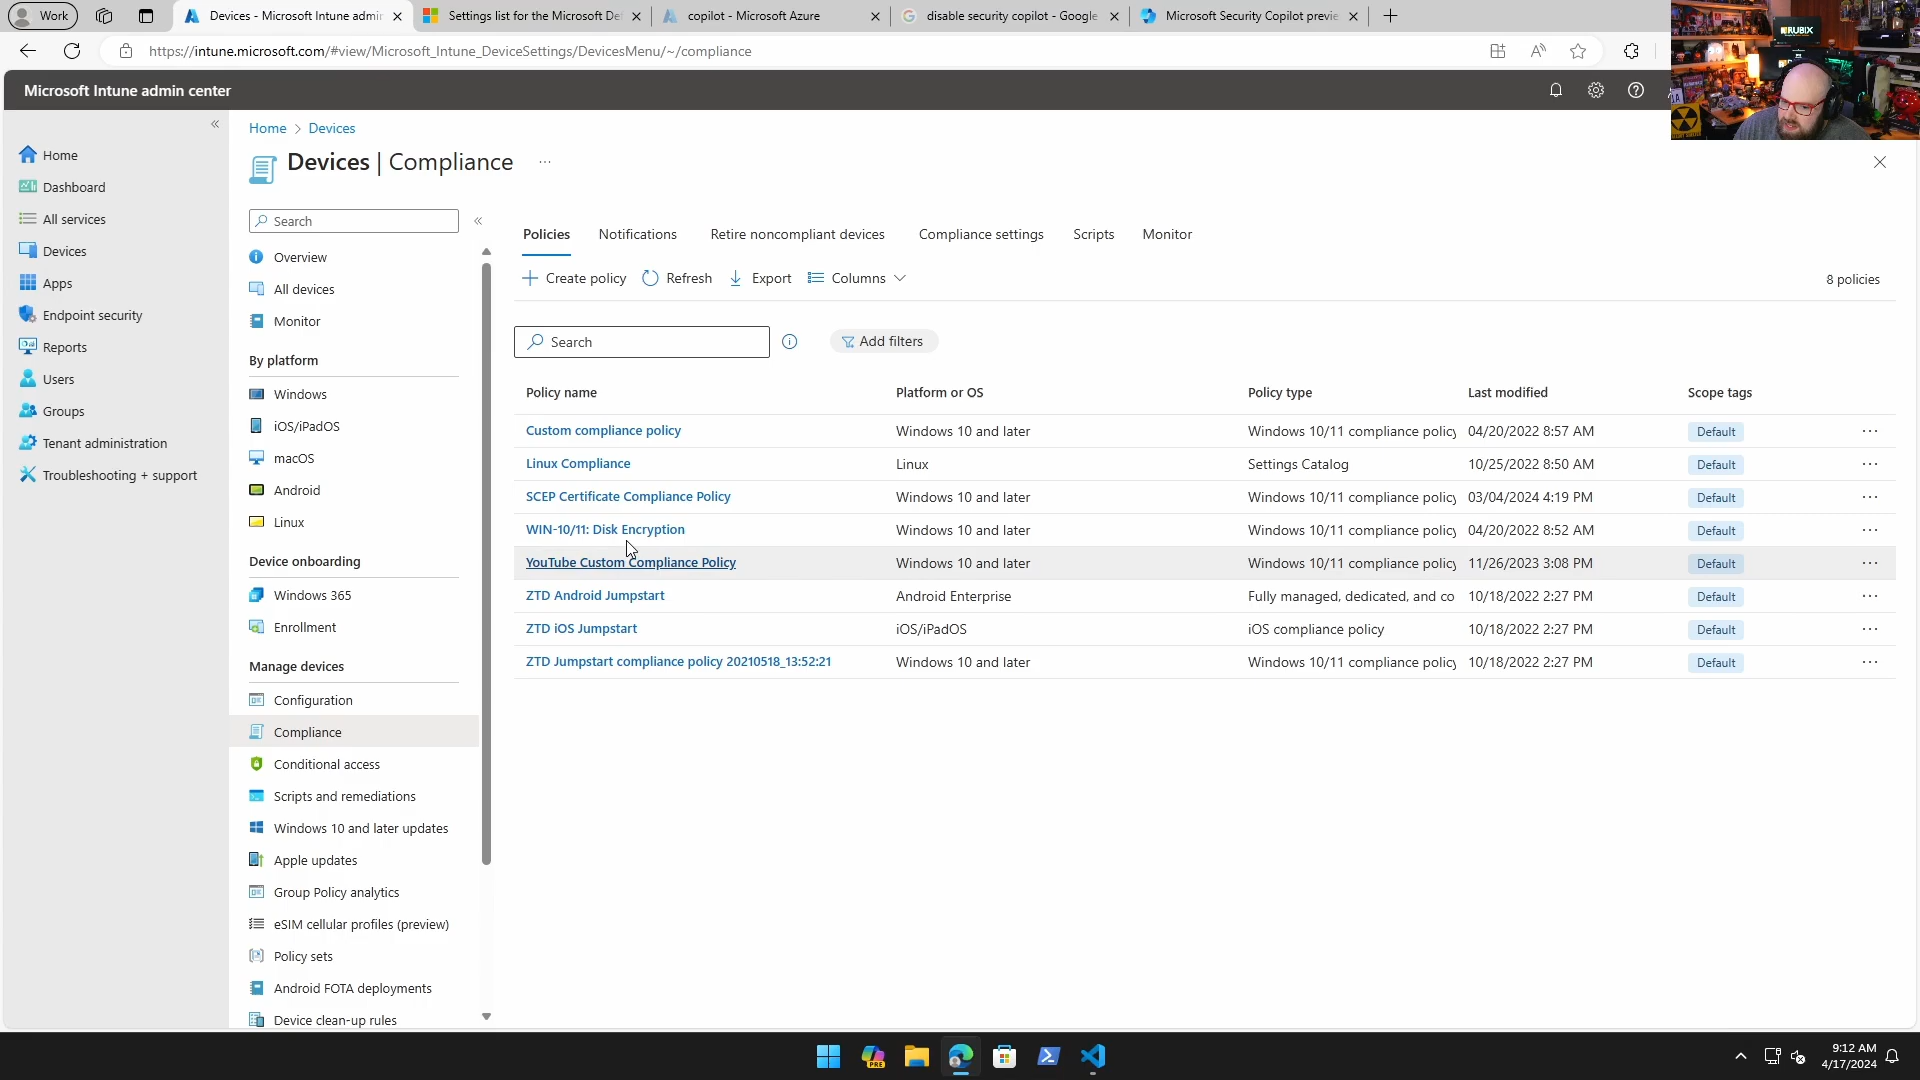 Work
Devices - Microsoft Intune admin
Settings list for the Microsoft De
copilot - Microsoft Azure
disable security copilot - Google
Microsoft Security Copilot previe
https://intune.microsoft.com/#view/Microsoft_Intune_DeviceSettings/DevicesMenu/~/compliance
RUBIX
Microsoft Intune admin center
Home
Dashboard
All services
Devices
Apps
Endpoint security
Reports
Users
Groups
Tenant administration
Troubleshooting + support
Home > Devices
Devices | Compliance
Search
Overview
All devices
Monitor
By platform
Windows
iOS/iPadOS
macOS
Android
Linux
Device onboarding
Windows 365
Enrollment
Manage devices
Configuration
Compliance
Conditional access
Scripts and remediations
Windows 10 and later updates
Apple updates
Group Policy analytics
eSIM cellular profiles (preview)
Policy sets
Android FOTA deployments
Device clean-up rules
Policies Notifications Retire noncompliant devices Compliance settings Scripts Monitor
Create policy Refresh Export Columns 8 policies
Search Add filters
Policy name Platform or OS Policy type Last modified Scope tags
Custom compliance policy Windows 10 and later Windows 10/11 compliance policy 04/20/2022 8:57 AM Default
Linux Compliance Linux Settings Catalog 10/25/2022 8:50 AM Default
SCEP Certificate Compliance Policy Windows 10 and later Windows 10/11 compliance policy 03/04/2024 4:19 PM Default
WIN-10/11: Disk Encryption Windows 10 and later Windows 10/11 compliance policy 04/20/2022 8:52 AM Default
YouTube Custom Compliance Policy Windows 10 and later Windows 10/11 compliance policy 11/26/2023 3:08 PM Default
ZTD Android Jumpstart Android Enterprise Fully managed, dedicated, and co 10/18/2022 2:27 PM Default
ZTD iOS Jumpstart iOS/iPadOS iOS compliance policy 10/18/2022 2:27 PM Default
ZTD Jumpstart compliance policy 20210518_13:52:21 Windows 10 and later Windows 10/11 compliance policy 10/18/2022 2:27 PM Default
PRE
9:12 AM
4/17/2024